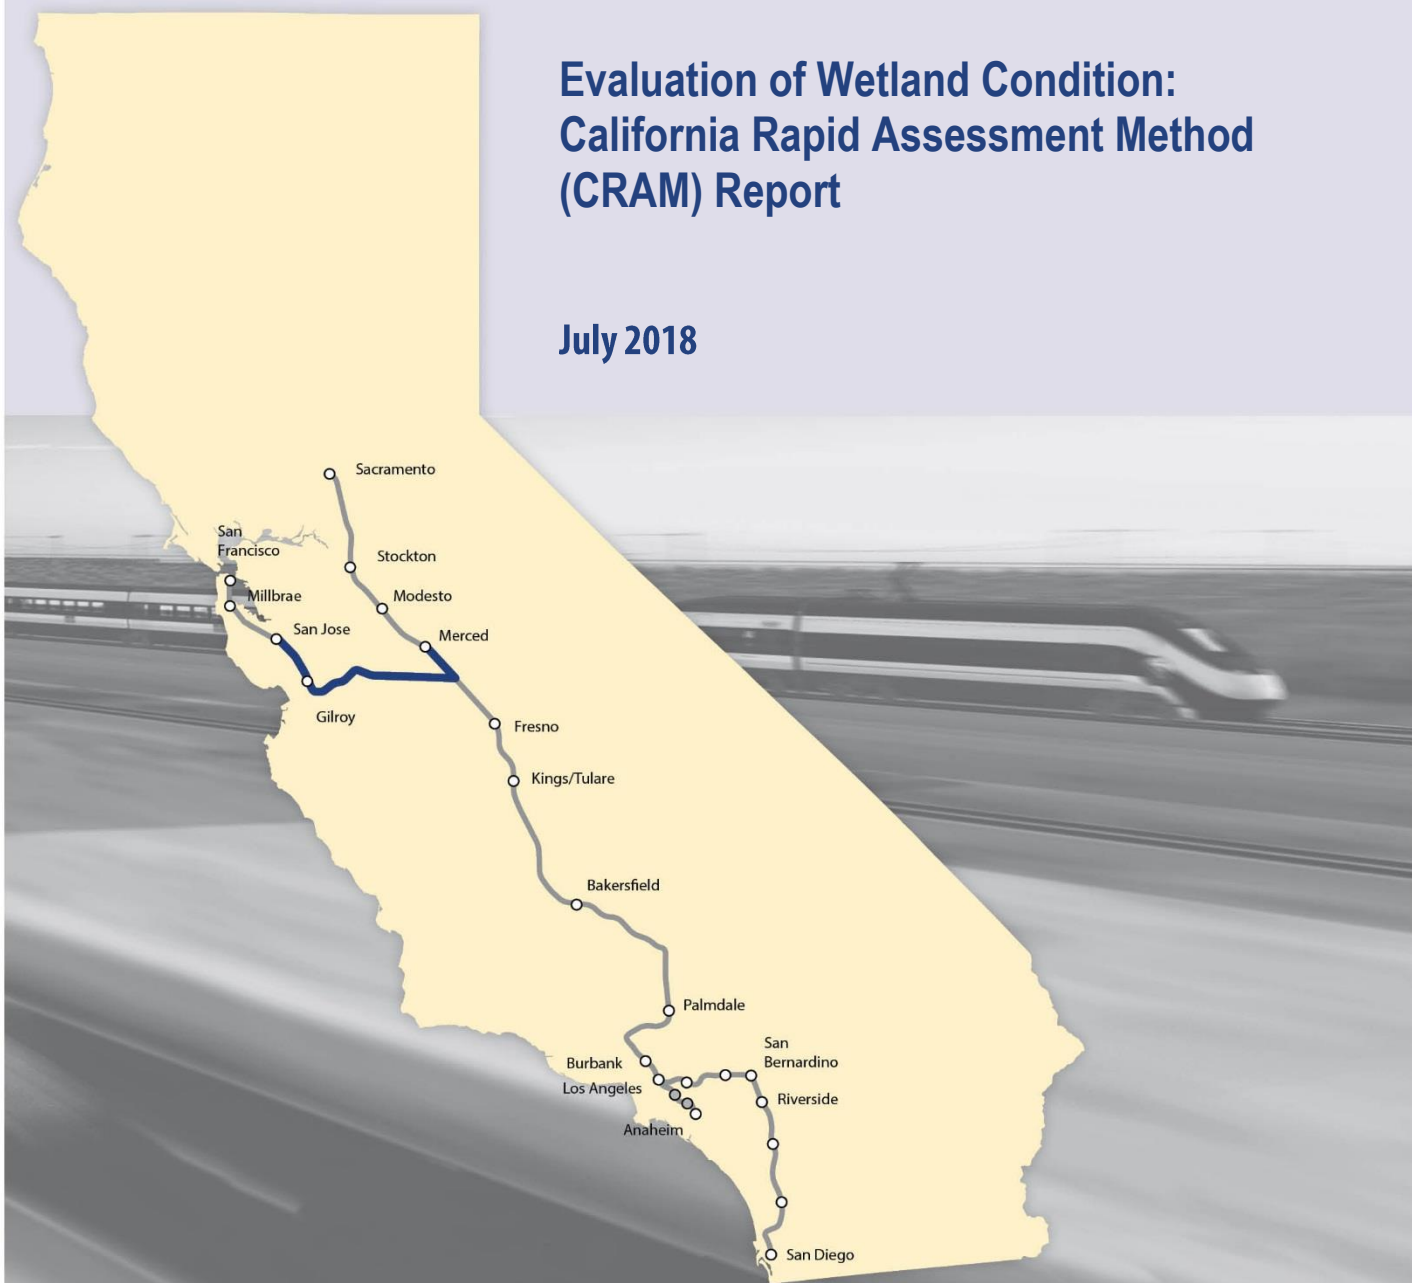 Evaluation of Wetland Condition:
California Rapid Assessment Method
(CRAM) Report
July 2018
Sacramento
San
Francisco
Stockton
Millbrae
Modesto
San Jose
Merced
Gilroy
Fresno
Kings/Tulare
Bakersfield
Palmdale
San
Bernardino
Burbank
Los Angeles
Riverside
Anaheim
San Diego